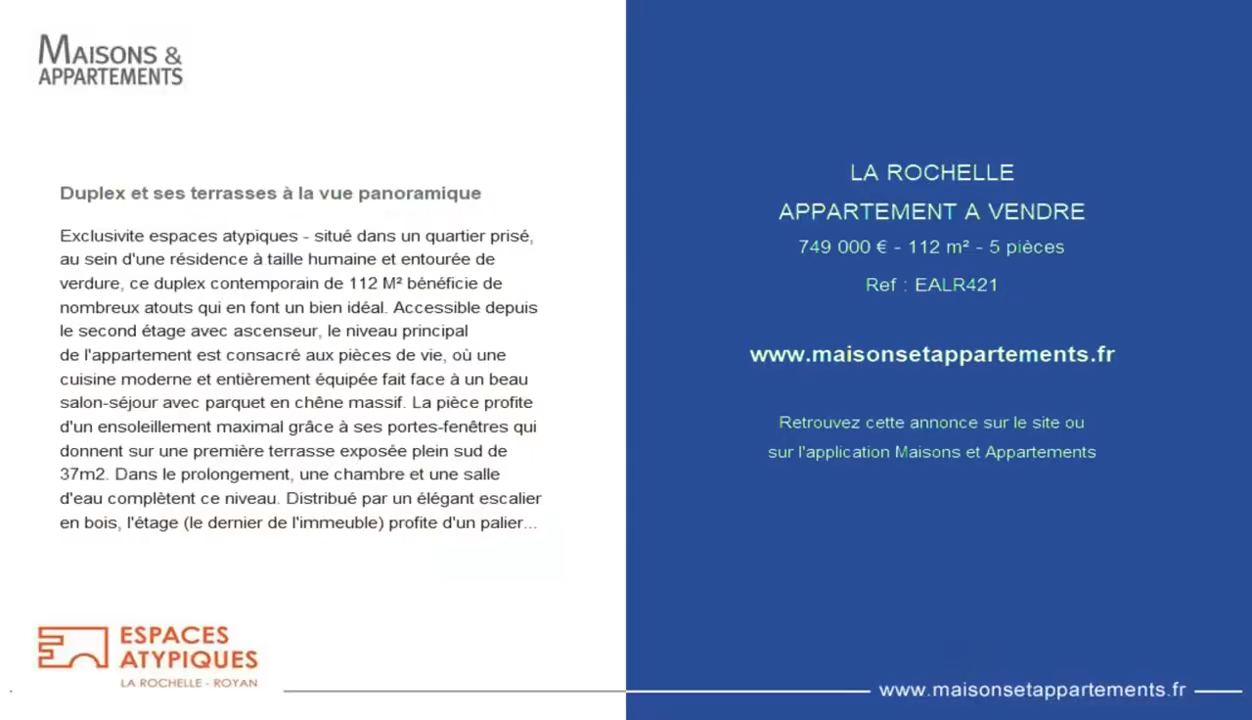 MAISONS &
APPARTEMENTS
Duplex et ses terrasses à la vue panoramique
Exclusivite espaces atypiques - situé dans un quartier prisé,
au sein d'une résidence à taille humaine et entourée de
verdure, ce duplex contemporain de 112 M² bénéficie de
nombreux atouts qui en font un bien idéal. Accessible depuis
le second étage avec ascenseur, le niveau principal
de l'appartement est consacré aux pièces de vie, où une
cuisine moderne et entièrement équipée fait face à un beau
salon-séjour avec parquet en chêne massif. La pièce profite
d'un ensoleillement maximal grâce à ses portes-fenêtres qui
donnent sur une première terrasse exposée plein sud de
37m2. Dans le prolongement, une chambre et une salle
d'eau complètent ce niveau. Distribué par un élégant escalier
en bois, l'étage (le dernier de l'immeuble) profite d'un palier...
ESPACES
ATYPIQUES
LA ROCHELLE - ROYAN
LA ROCHELLE
APPARTEMENT A VENDRE
749 000 € - 112 m² - 5 pièces
Ref : EALR421
www.maisonsetappartements.fr
Retrouvez cette annonce sur le site ou
sur l'application Maisons et Appartements
www.maisonsetappartements.fr